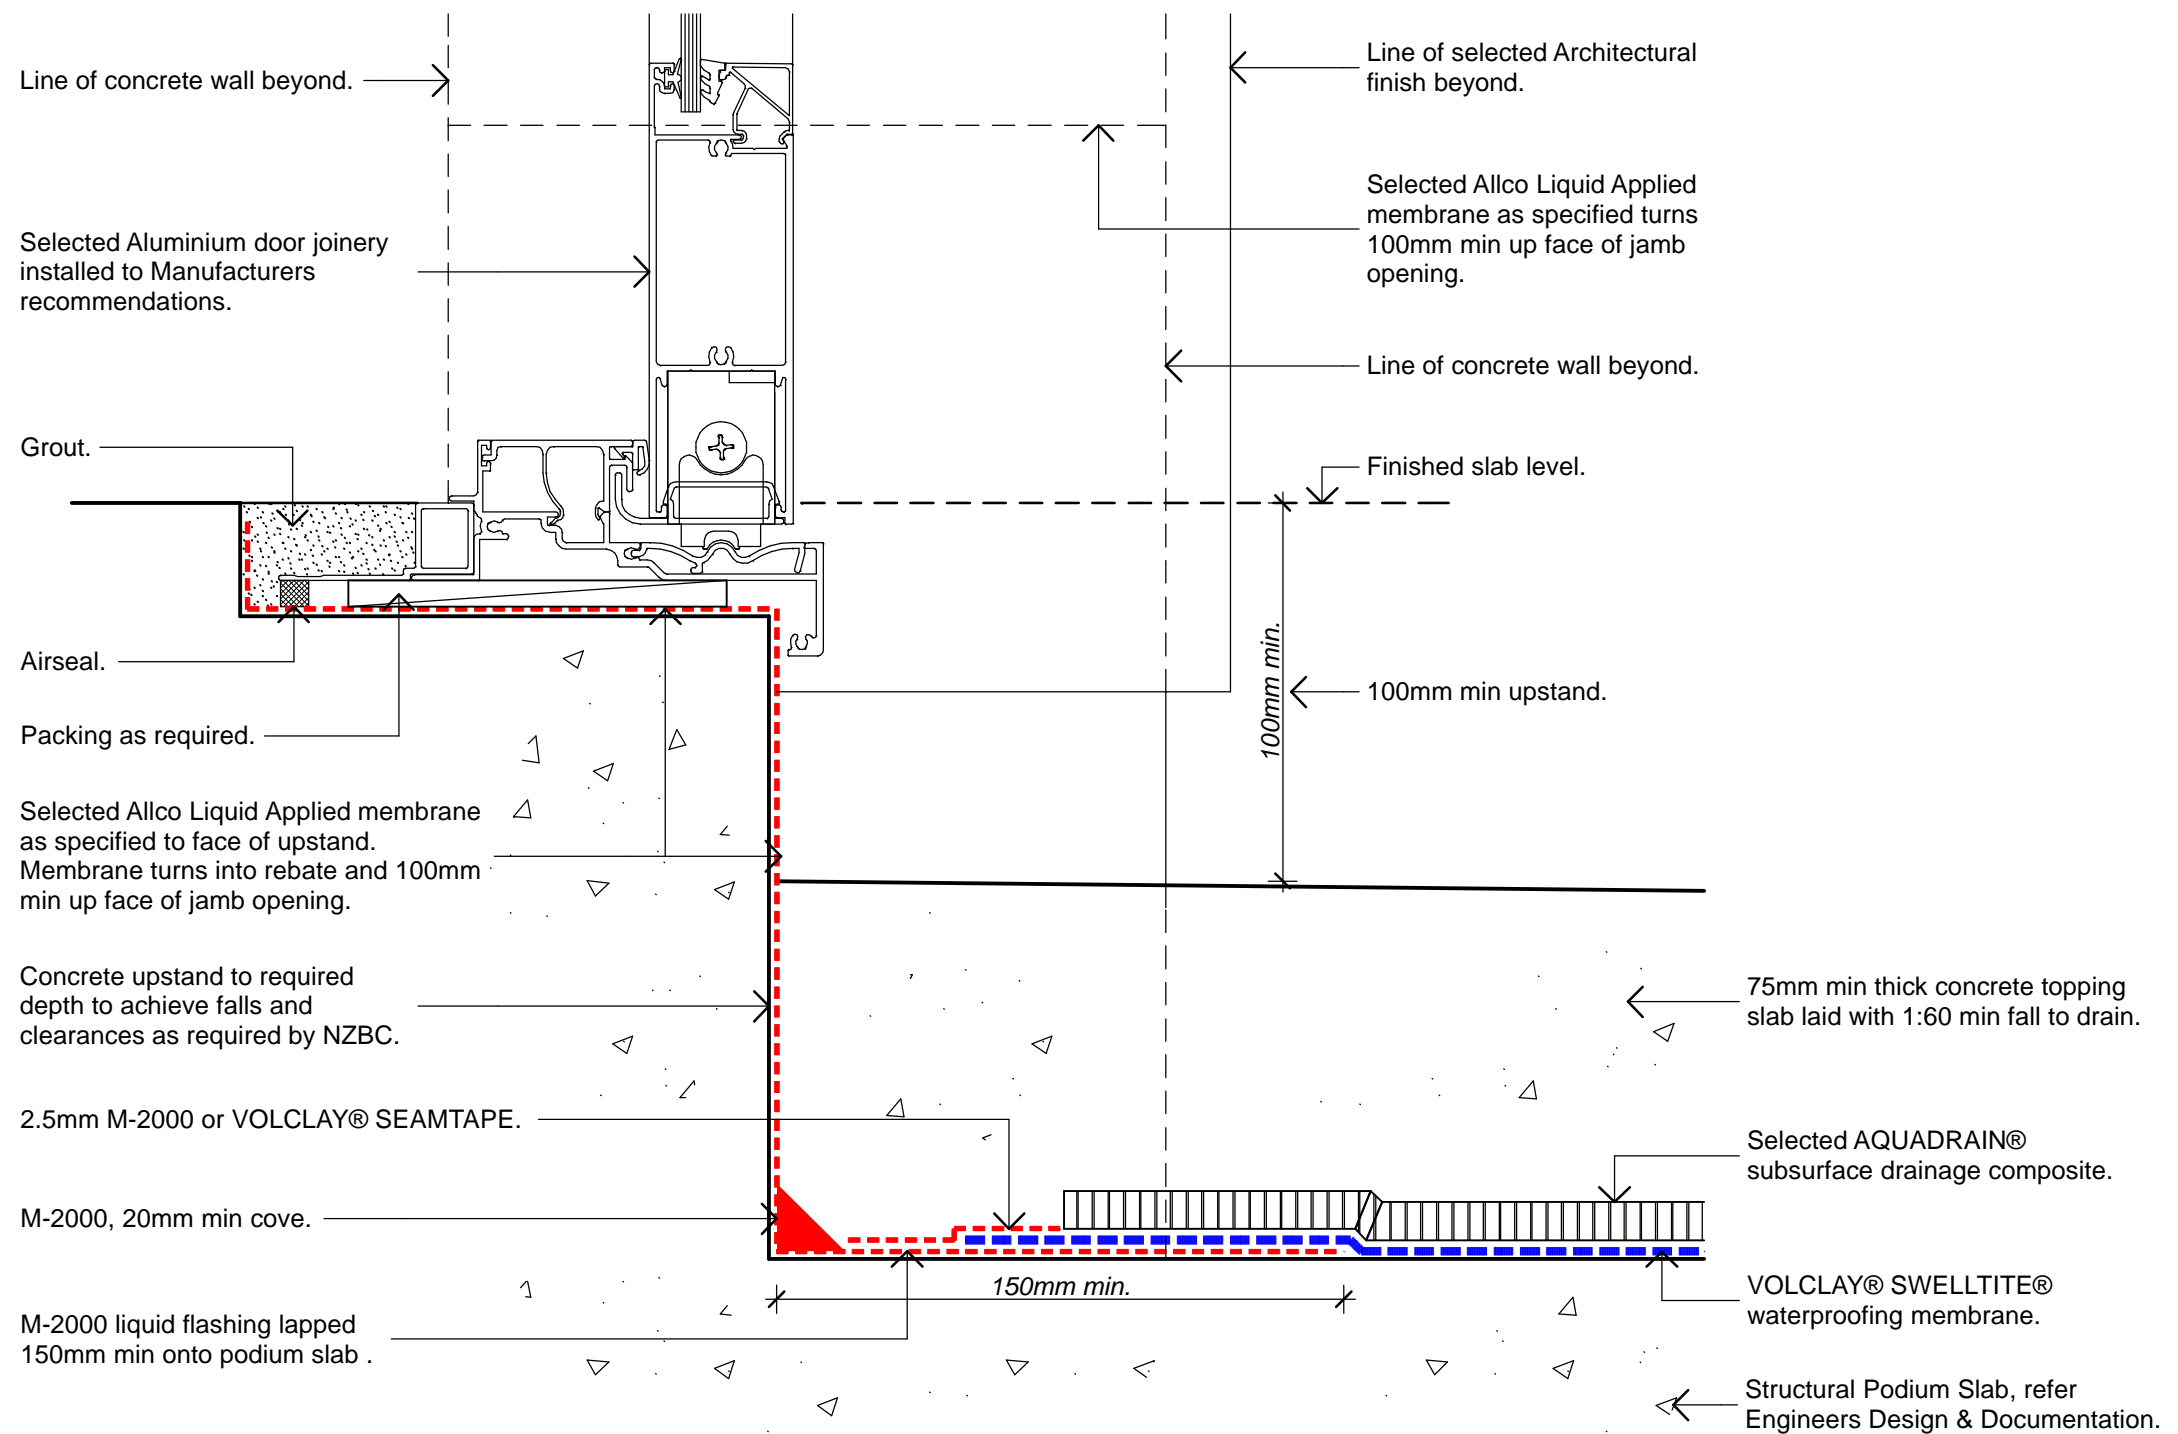 Line of concrete wall beyond.
Selected Aluminium door joinery
installed to Manufacturers
recommendations.
Grout.
Airseal.
Packing as required.
Selected Allco Liquid Applied membrane
as specified to face of upstand.
Membrane turns into rebate and 100mm
min up face of jamb opening.
Concrete upstand to required
depth to achieve falls and
clearances as required by NZBC.
2.5mm M-2000 or VOLCLAY® SEAMTAPE.
M-2000, 20mm min cove.
M-2000 liquid flashing lapped
150mm min onto podium slab .
150mm min.
100mm min.
Line of selected Architectural
finish beyond.
Selected Allco Liquid Applied
membrane as specified turns
100mm min up face of jamb
opening.
Line of concrete wall beyond.
Finished slab level.
100mm min upstand.
75mm min thick concrete topping
slab laid with 1:60 min fall to drain.
Selected AQUADRAIN®
subsurface drainage composite.
VOLCLAY® SWELLTITE®
waterproofing membrane.
Structural Podium Slab, refer
Engineers Design & Documentation.